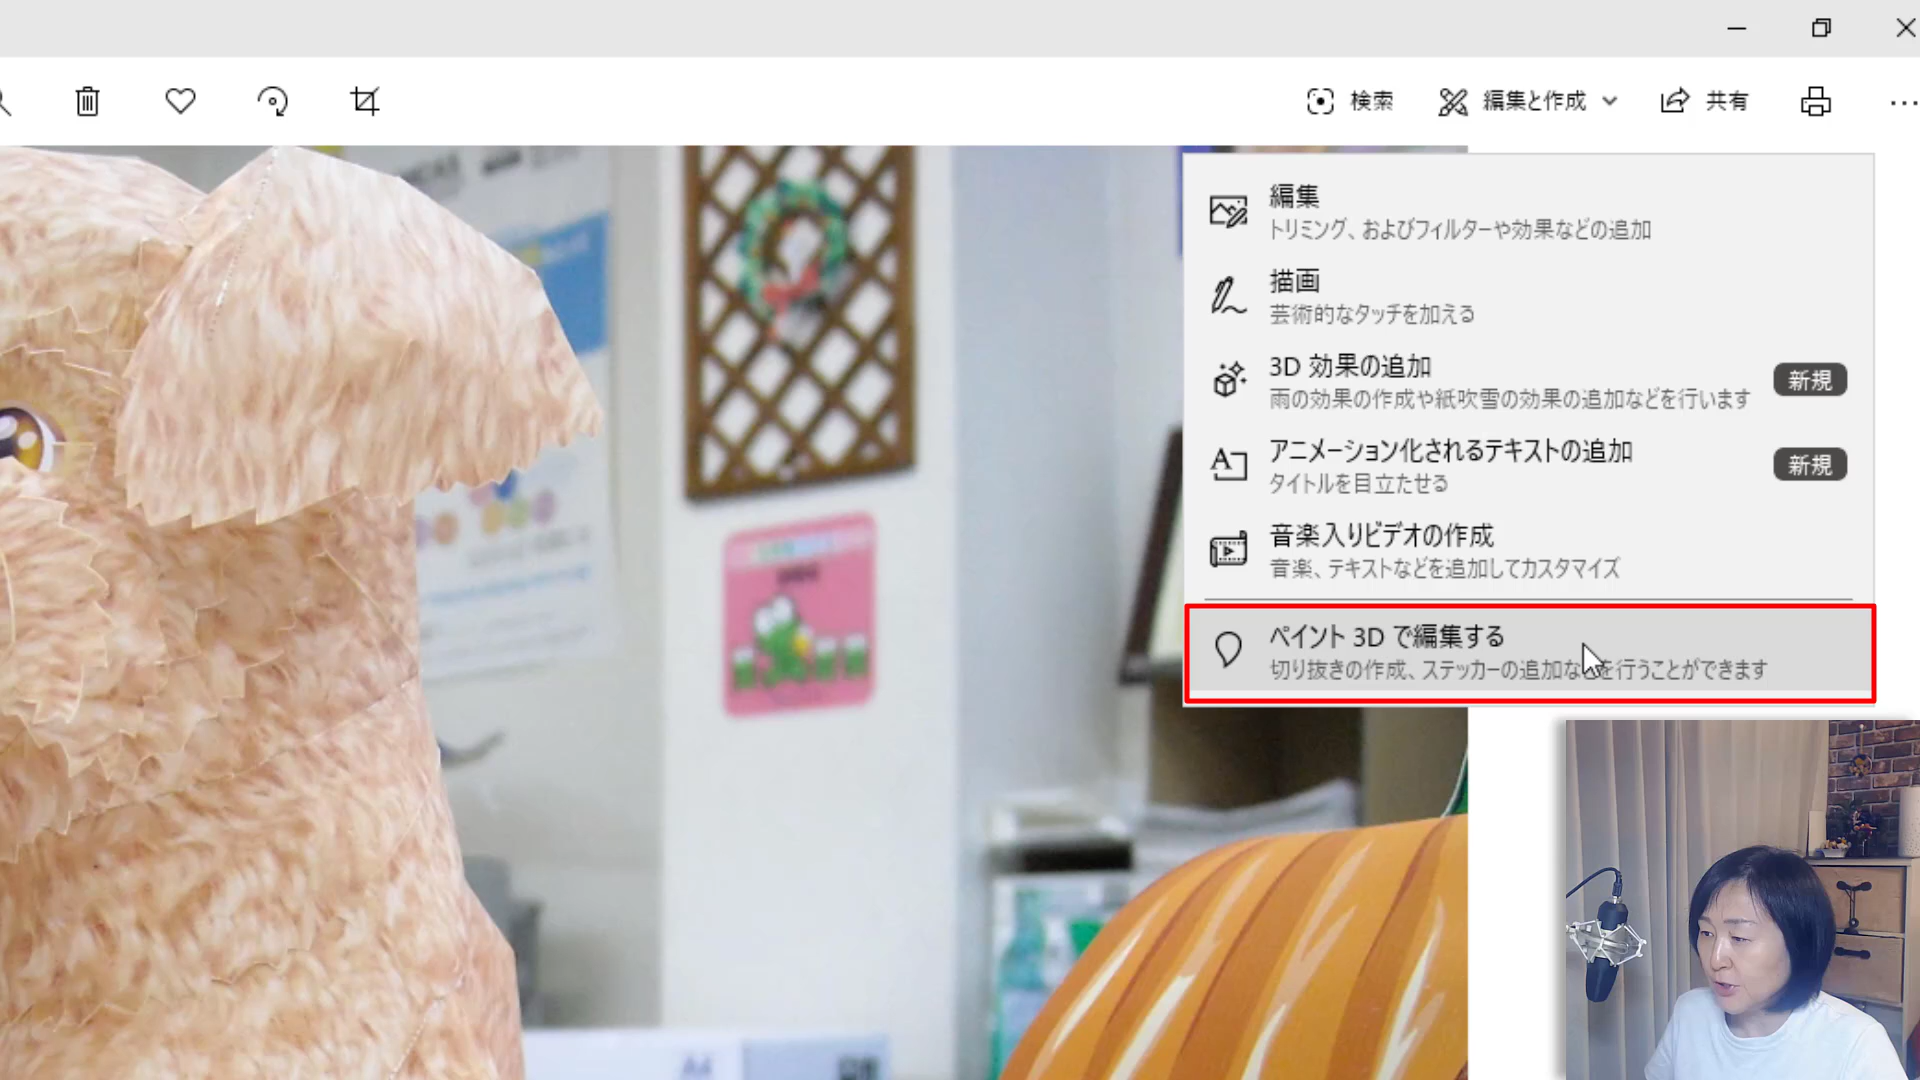 検索
編集と作成
共有
編集
トリミング、およびフィルターや効果などの追加
描画
芸術的なタッチを加える
3D 効果の追加
雨の効果の作成や紙吹雪の効果の追加などを行います
新規
アニメーション化されるテキストの追加
タイトルを目立たせる
新規
音楽入りビデオの作成
音楽、テキストなどを追加してカスタマイズ
ペイント 3D で編集する
切り抜きの作成、ステッカーの追加などを行うことができます
A4